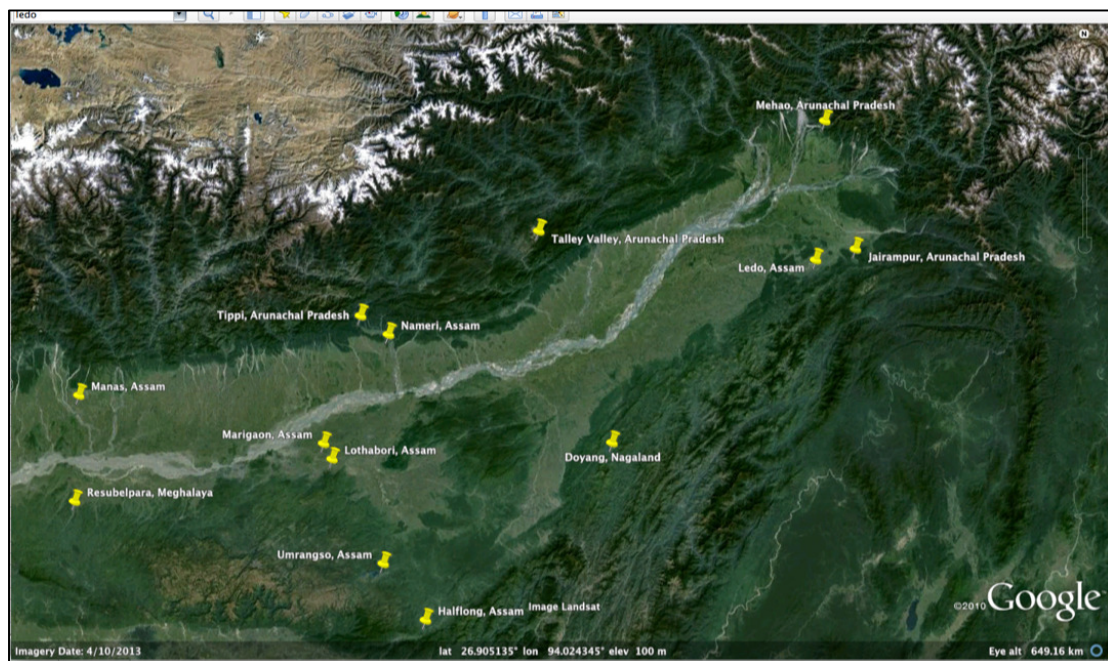 ledo
N
Mehao, Arunachal Pradesh
Talley Valley, Arunachal Pradesh
Jairampur, Arunachal Pradesh
Ledo, Assam
Tippi, Arunachal Pradesh
Nameri, Assam
Manas, Assam
Marigaon, Assam
Lothabori, Assam
Doyang, Nagaland
Resubelpara, Meghalaya
Umrangso, Assam
Halflong, Assam
Image Landsat
©2010 Google
Imagery Date: 4/10/2013 lat 26.905135° lon 94.024345° elev 100 m Eye alt 649.16 km